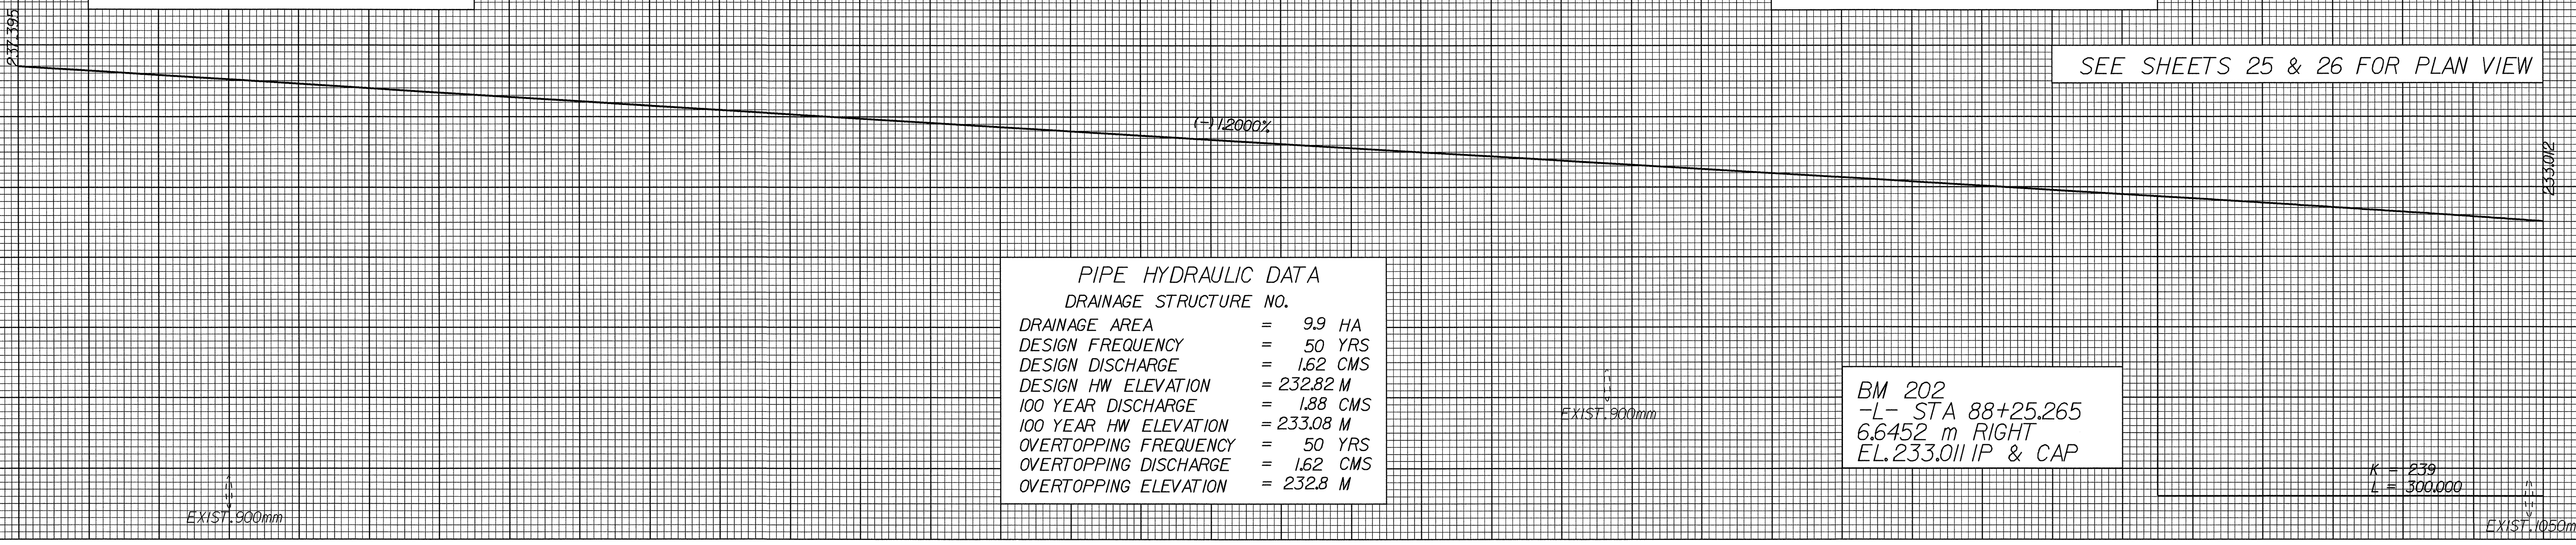 237.395
SEE SHEETS 25 & 26 FOR PLAN VIEW
(-)1.2000%
233.012
PIPE HYDRAULIC DATA
DRAINAGE STRUCTURE NO.
DRAINAGE AREA = 9.9 HA
DESIGN FREQUENCY = 50 YRS
DESIGN DISCHARGE = 1.62 CMS
DESIGN HW ELEVATION = 232.82 M
100 YEAR DISCHARGE = 1.88 CMS
100 YEAR HW ELEVATION = 233.08 M
OVERTOPPING FREQUENCY = 50 YRS
OVERTOPPING DISCHARGE = 1.62 CMS
OVERTOPPING ELEVATION = 232.8 M
EXIST.900mm
BM 202
-L- STA 88+25.265
6.6452 m RIGHT
EL.233.011 IP & CAP
K = 239
L = 300.000
EXIST.900mm
EXIST.1050m